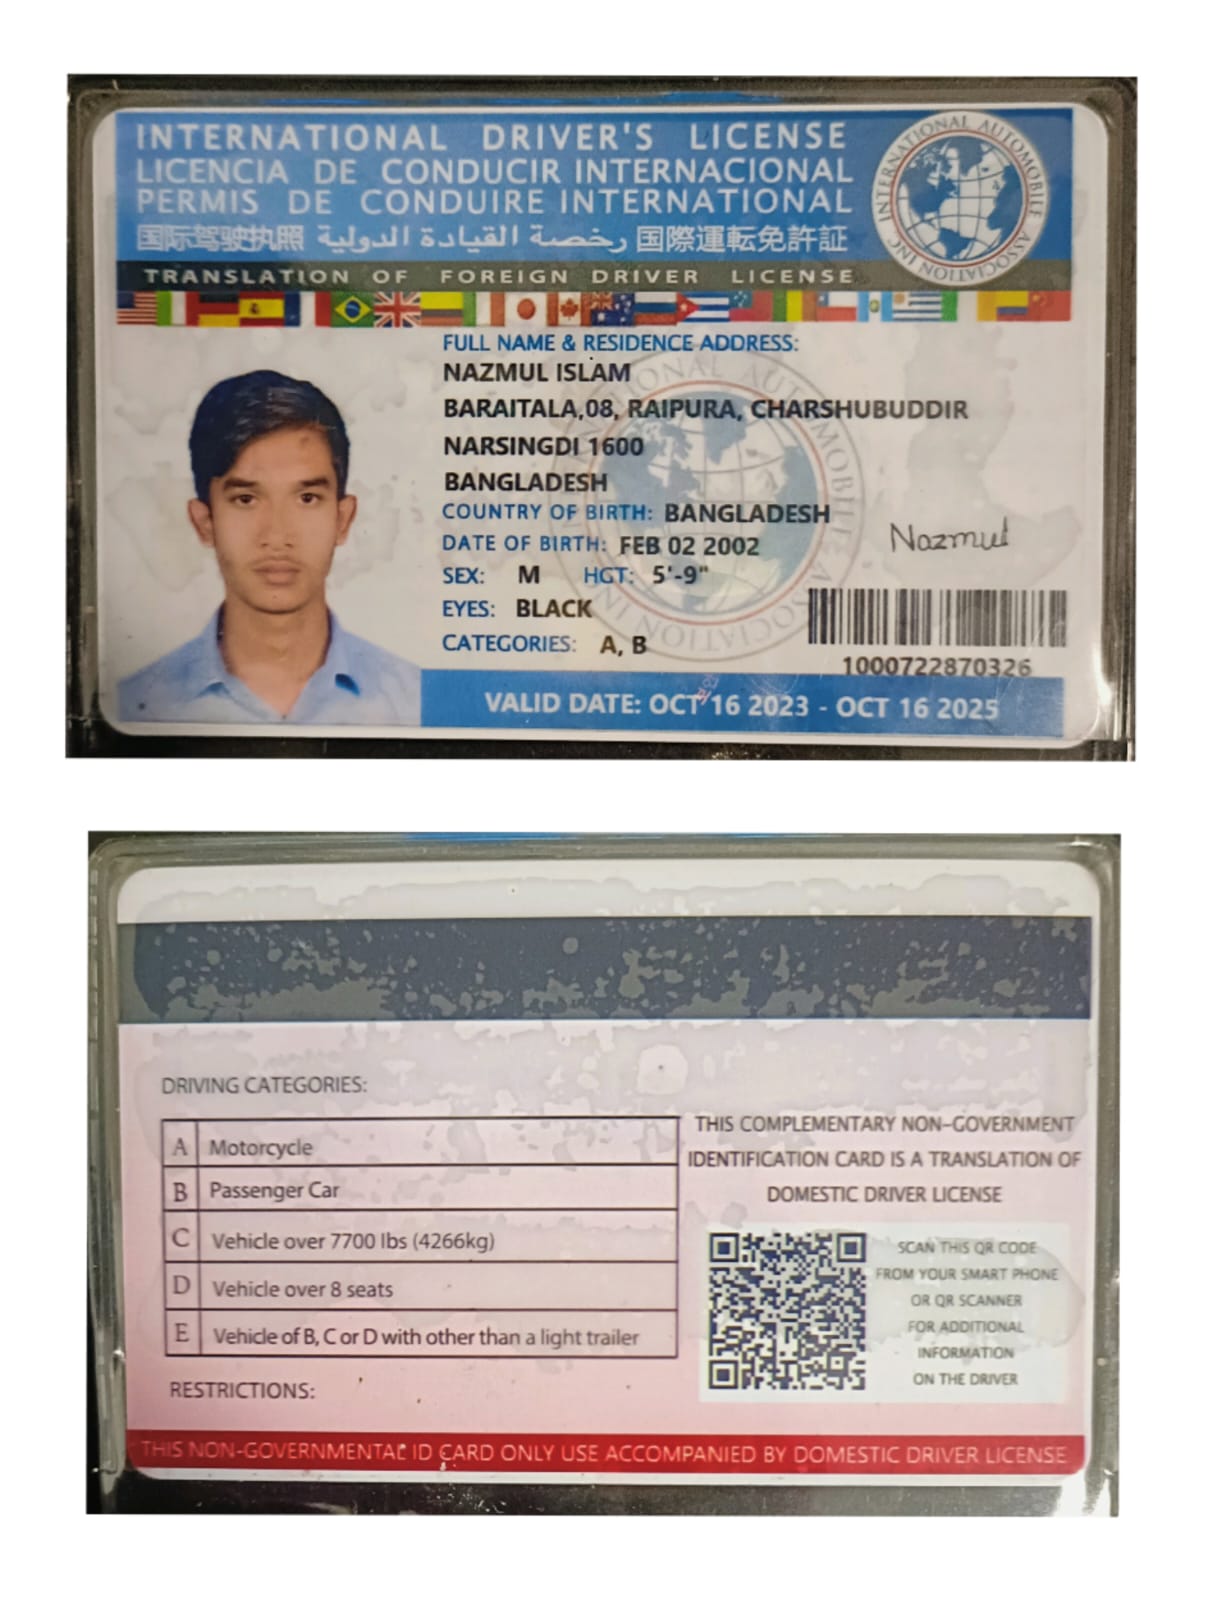 INTERNATIONAL DRIVER'S LICENSE
LICENCIA DE CONDUCIR INTERNACIONAL
PERMIS DE CONDUIRE INTERNATIONAL
国际驾驶执照 رخصة القيادة الدولية 国際運転免許証
TRANSLATION OF FOREIGN DRIVER LICENSE
INTERNATIONAL AUTOMOBILE ASSOCIATION INC
FULL NAME & RESIDENCE ADDRESS:
NAZMUL ISLAM
BARAITALA,08, RAIPURA, CHARSHUBUDDIR
NARSINGDI 1600
BANGLADESH
COUNTRY OF BIRTH: BANGLADESH
DATE OF BIRTH: FEB 02 2002
SEX: M HGT: 5'-9"
EYES: BLACK
CATEGORIES: A, B
Nazmul
1000722870326
VALID DATE: OCT 16 2023 - OCT 16 2025
DRIVING CATEGORIES:
A Motorcycle
B Passenger Car
C Vehicle over 7700 lbs (4266kg)
D Vehicle over 8 seats
E Vehicle of B, C or D with other than a light trailer
RESTRICTIONS:
THIS COMPLEMENTARY NON-GOVERNMENT
IDENTIFICATION CARD IS A TRANSLATION OF
DOMESTIC DRIVER LICENSE
SCAN THIS QR CODE
FROM YOUR SMART PHONE
OR QR SCANNER
FOR ADDITIONAL
INFORMATION
ON THE DRIVER
THIS NON-GOVERNMENTAL ID CARD ONLY USE ACCOMPANIED BY DOMESTIC DRIVER LICENSE